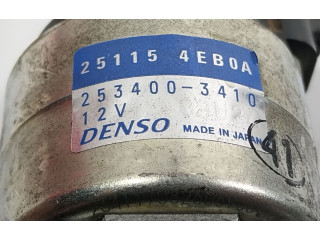 25115 4EB0A
253400-3410
12V
DENSO MADE IN JAPAN
41